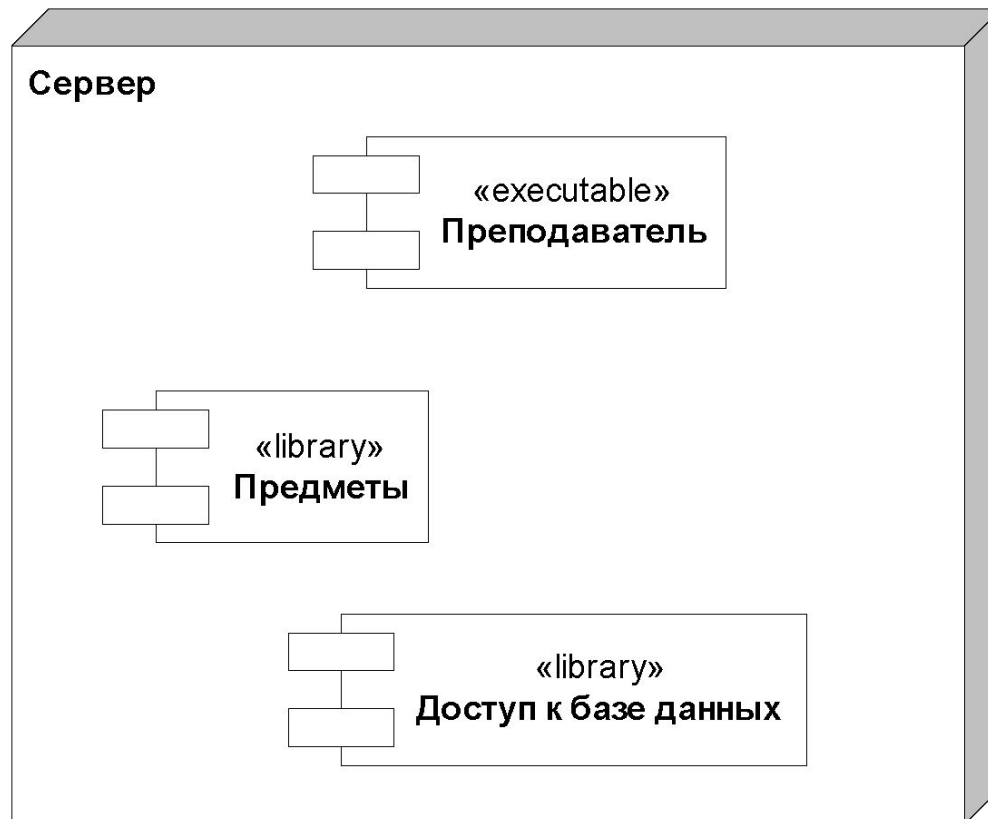 Сервер
«executable»
Преподаватель
«library»
Предметы
«library»
Доступ к базе данных